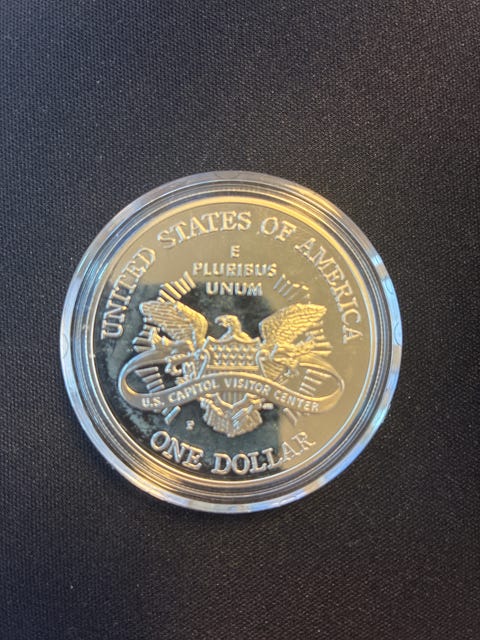 UNITED STATES OF AMERICA
E
PLURIBUS
UNUM
U.S. CAPITOL VISITOR CENTER
P
ONE DOLLAR